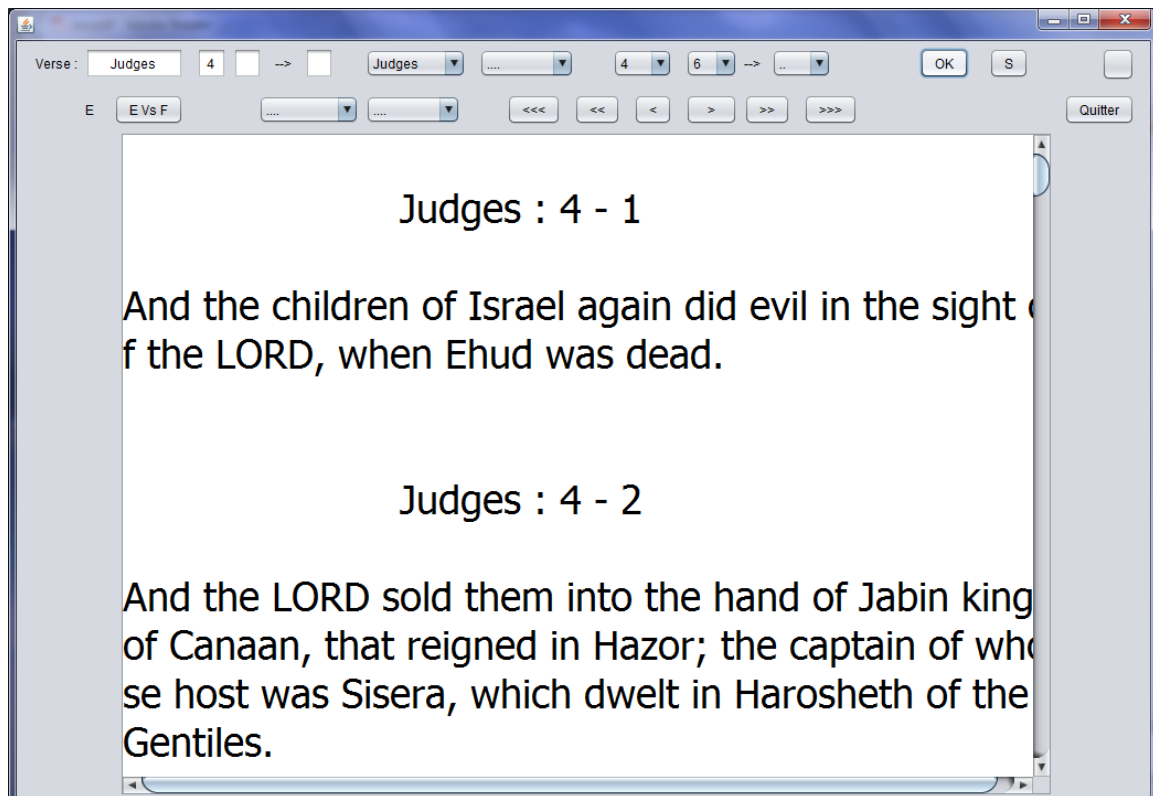 Verse : Judges 4 --> Judges .... 4 6 --> .. OK S
E E Vs F .... .... <<< << < > >> >>> Quitter
Judges : 4 - 1
And the children of Israel again did evil in the sight o
f the LORD, when Ehud was dead.
Judges : 4 - 2
And the LORD sold them into the hand of Jabin king
of Canaan, that reigned in Hazor; the captain of who
se host was Sisera, which dwelt in Harosheth of the
Gentiles.